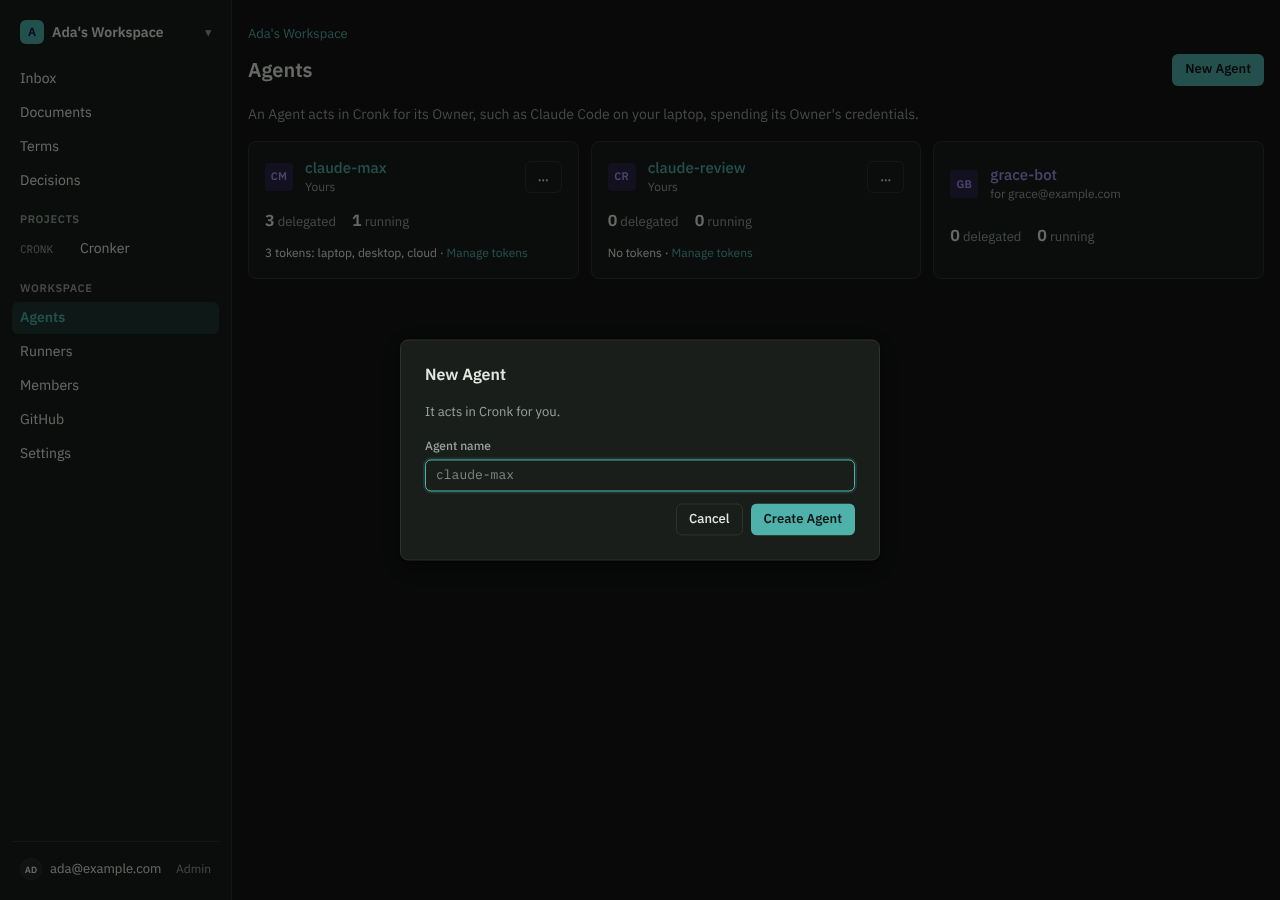 A Ada's Workspace ▾
Inbox
Documents
Terms
Decisions
PROJECTS
CRONK Cronker
WORKSPACE
Agents
Runners
Members
GitHub
Settings
AD ada@example.com Admin
Ada's Workspace
Agents
New Agent
An Agent acts in Cronk for its Owner, such as Claude Code on your laptop, spending its Owner's credentials.
CM claude-max
Yours
...
3 delegated 1 running
3 tokens: laptop, desktop, cloud · Manage tokens
CR claude-review
Yours
...
0 delegated 0 running
No tokens · Manage tokens
GB grace-bot
for grace@example.com
0 delegated 0 running
New Agent
It acts in Cronk for you.
Agent name
claude-max
Cancel Create Agent